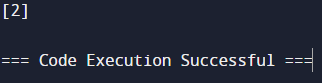 [2]
=== Code Execution Successful ===